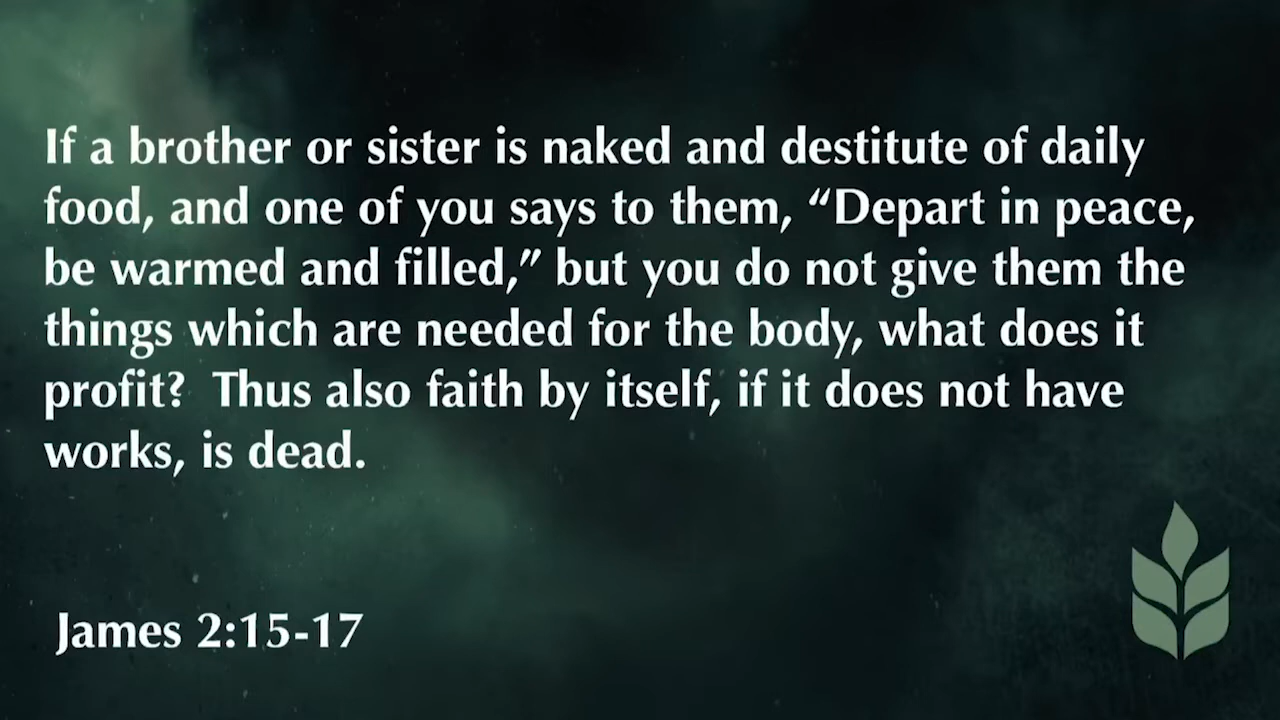 If a brother or sister is naked and destitute of daily
food, and one of you says to them, “Depart in peace,
be warmed and filled,” but you do not give them the
things which are needed for the body, what does it
profit?  Thus also faith by itself, if it does not have
works, is dead.
James 2:15-17